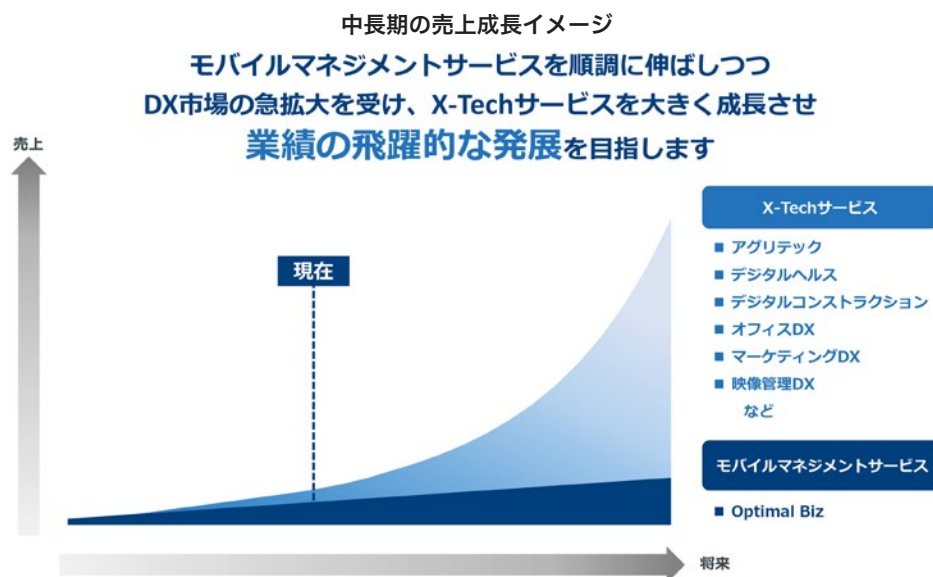 中長期の売上成長イメージ
モバイルマネジメントサービスを順調に伸ばしつつ
DX市場の急拡大を受け、X-Techサービスを大きく成長させ
業績の飛躍的な発展を目指します
売上
現在
X-Techサービス
■ アグリテック
■ デジタルヘルス
■ デジタルコンストラクション
■ オフィスDX
■ マーケティングDX
■ 映像管理DX
など
モバイルマネジメントサービス
■ Optimal Biz
将来